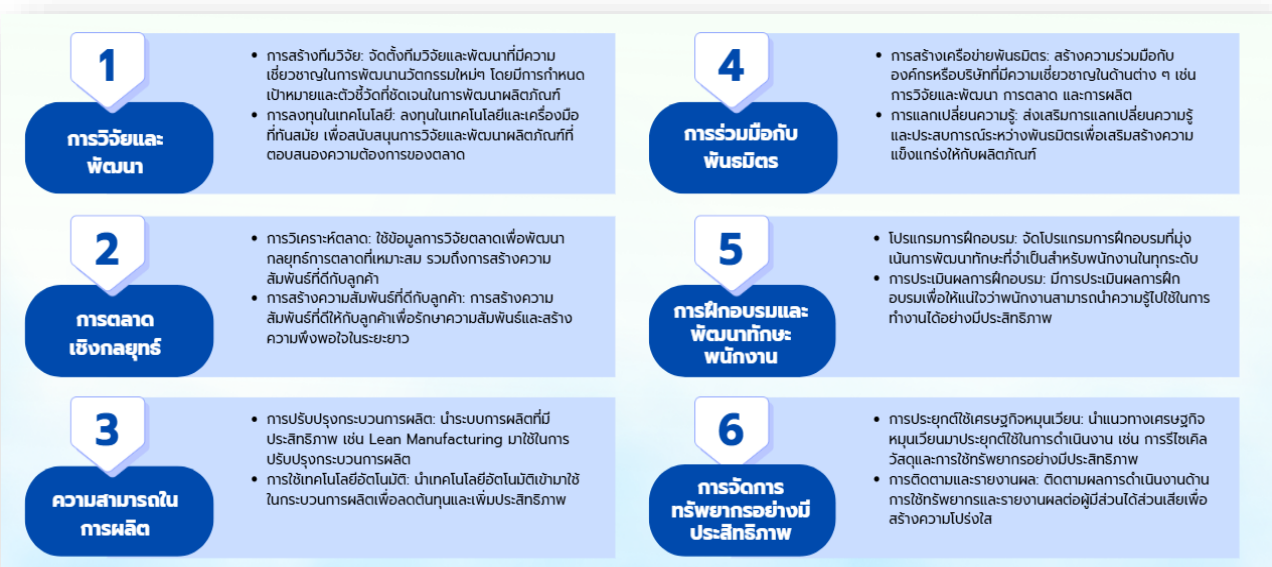 1
การวิจัยและ
พัฒนา
• การสร้างทีมวิจัย: จัดตั้งทีมวิจัยและพัฒนาที่มีความ
เชี่ยวชาญในการพัฒนานวัตกรรมใหม่ๆ โดยมีการกำหนด
เป้าหมายและตัวชี้วัดที่ชัดเจนในการพัฒนาผลิตภัณฑ์
• การลงทุนในเทคโนโลยี: ลงทุนในเทคโนโลยีและเครื่องมือ
ที่ทันสมัย เพื่อสนับสนุนการวิจัยและพัฒนาผลิตภัณฑ์ที่
ตอบสนองความต้องการของตลาด
2
การตลาด
เชิงกลยุทธ์
• การวิเคราะห์ตลาด: ใช้ข้อมูลการวิจัยตลาดเพื่อพัฒนา
กลยุทธ์การตลาดที่เหมาะสม รวมถึงการสร้างความ
สัมพันธ์ที่ดีกับลูกค้า
• การสร้างความสัมพันธ์ที่ดีกับลูกค้า: การสร้างความ
สัมพันธ์ที่ดีให้กับลูกค้าเพื่อรักษาความสัมพันธ์และสร้าง
ความพึงพอใจในระยะยาว
3
ความสามารถใน
การผลิต
• การปรับปรุงกระบวนการผลิต: นำระบบการผลิตที่มี
ประสิทธิภาพ เช่น Lean Manufacturing มาใช้ในการ
ปรับปรุงกระบวนการผลิต
• การใช้เทคโนโลยีอัตโนมัติ: นำเทคโนโลยีอัตโนมัติเข้ามาใช้
ในกระบวนการผลิตเพื่อลดต้นทุนและเพิ่มประสิทธิภาพ
4
การร่วมมือกับ
พันธมิตร
• การสร้างเครือข่ายพันธมิตร: สร้างความร่วมมือกับ
องค์กรหรือบริษัทที่มีความเชี่ยวชาญในด้านต่าง ๆ เช่น
การวิจัยและพัฒนา การตลาด และการผลิต
• การแลกเปลี่ยนความรู้: ส่งเสริมการแลกเปลี่ยนความรู้
และประสบการณ์ระหว่างพันธมิตรเพื่อเสริมสร้างความ
แข็งแกร่งให้กับผลิตภัณฑ์
5
การฝึกอบรมและ
พัฒนาทักษะ
พนักงาน
• โปรแกรมการฝึกอบรม: จัดโปรแกรมการฝึกอบรมที่มุ่ง
เน้นการพัฒนาทักษะที่จำเป็นสำหรับพนักงานในทุกระดับ
• การประเมินผลการฝึกอบรม: มีการประเมินผลการฝึก
อบรมเพื่อให้แน่ใจว่าพนักงานสามารถนำความรู้ไปใช้ในการ
ทำงานได้อย่างมีประสิทธิภาพ
6
การจัดการ
ทรัพยากรอย่างมี
ประสิทธิภาพ
• การประยุกต์ใช้เศรษฐกิจหมุนเวียน: นำแนวทางเศรษฐกิจ
หมุนเวียนมาประยุกต์ใช้ในการดำเนินงาน เช่น การรีไซเคิล
วัสดุและการใช้ทรัพยากรอย่างมีประสิทธิภาพ
• การติดตามและรายงานผล: ติดตามผลการดำเนินงานด้าน
การใช้ทรัพยากรและรายงานผลต่อผู้มีส่วนได้ส่วนเสียเพื่อ
สร้างความโปร่งใส